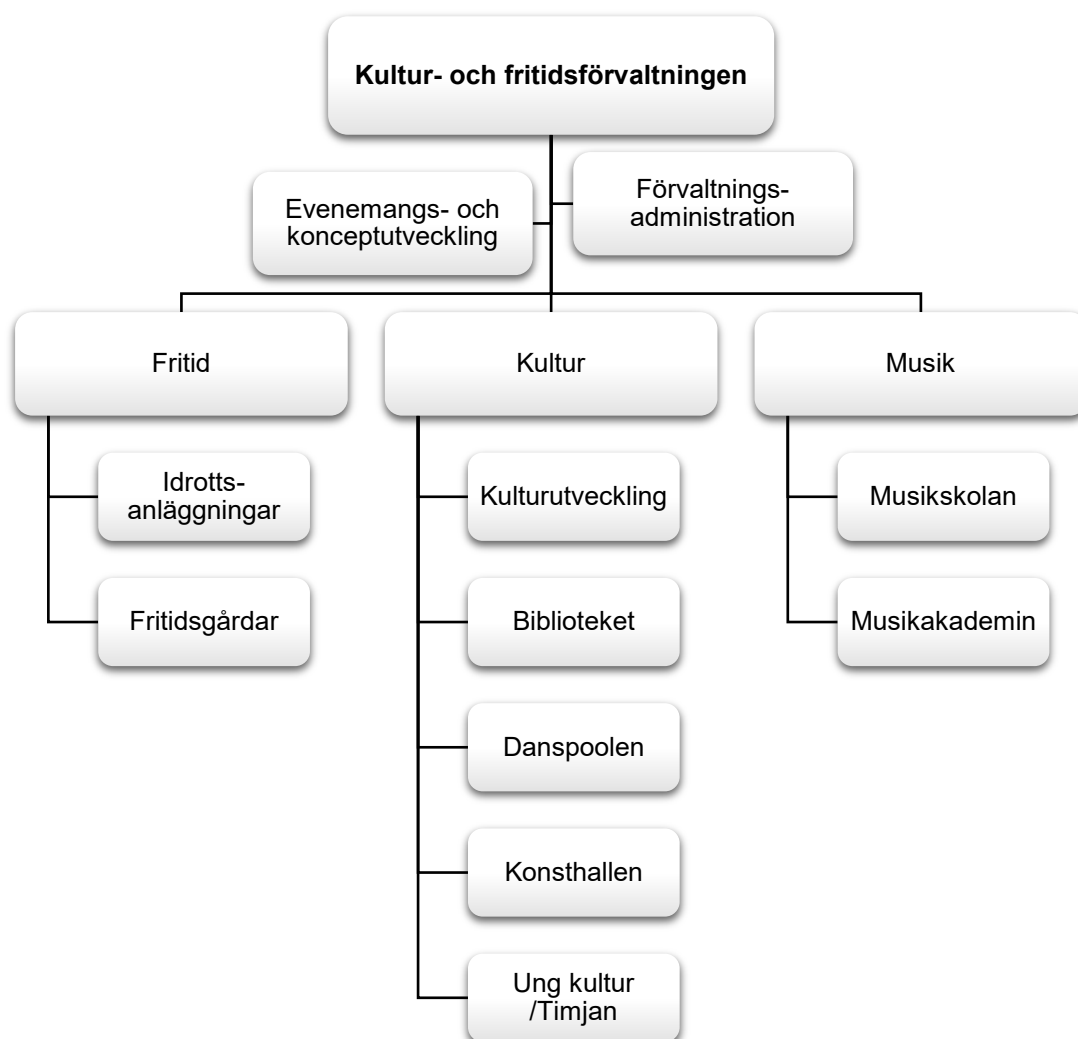 Kultur- och fritidsförvaltningen
Evenemangs- och
konceptutveckling
Förvaltnings-
administration
Fritid
Kultur
Musik
Idrotts-
anläggningar
Fritidsgårdar
Kulturutveckling
Biblioteket
Danspoolen
Konsthallen
Ung kultur
/Timjan
Musikskolan
Musikakademin